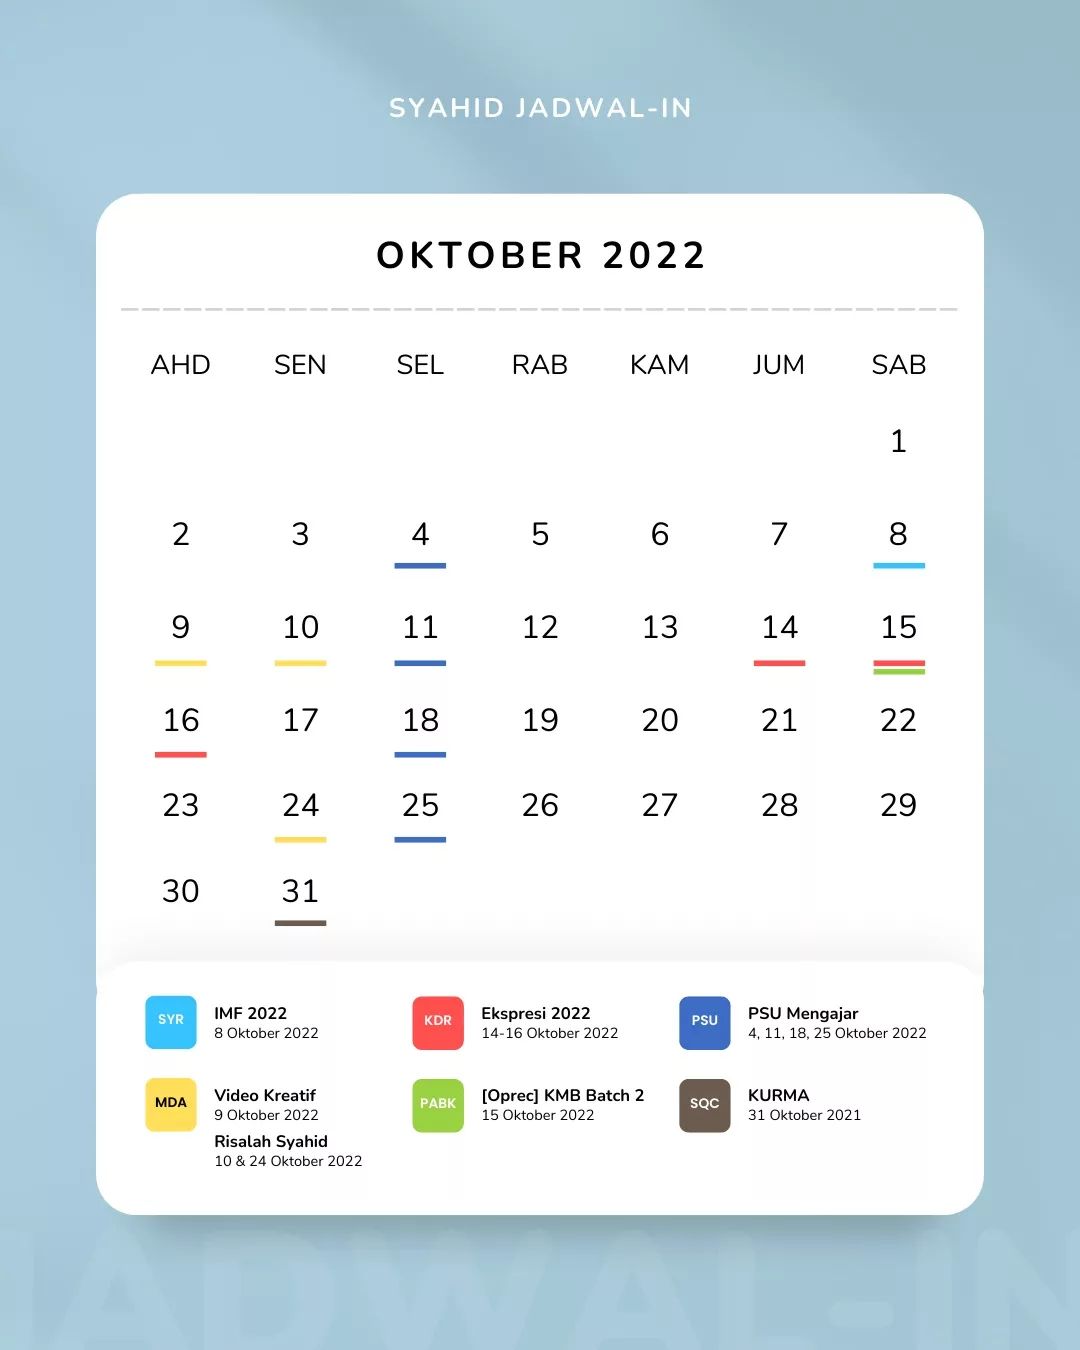 SYAHID JADWAL-IN
OKTOBER 2022
AHD SEN SEL RAB KAM JUM SAB
1
2 3 4 5 6 7 8
9 10 11 12 13 14 15
16 17 18 19 20 21 22
23 24 25 26 27 28 29
30 31
SYR
IMF 2022
8 Oktober 2022
KDR
Ekspresi 2022
14-16 Oktober 2022
PSU
PSU Mengajar
4, 11, 18, 25 Oktober 2022
MDA
Video Kreatif
9 Oktober 2022
Risalah Syahid
10 & 24 Oktober 2022
PABK
[Oprec] KMB Batch 2
15 Oktober 2022
SQC
KURMA
31 Oktober 2021
JADWAL-IN